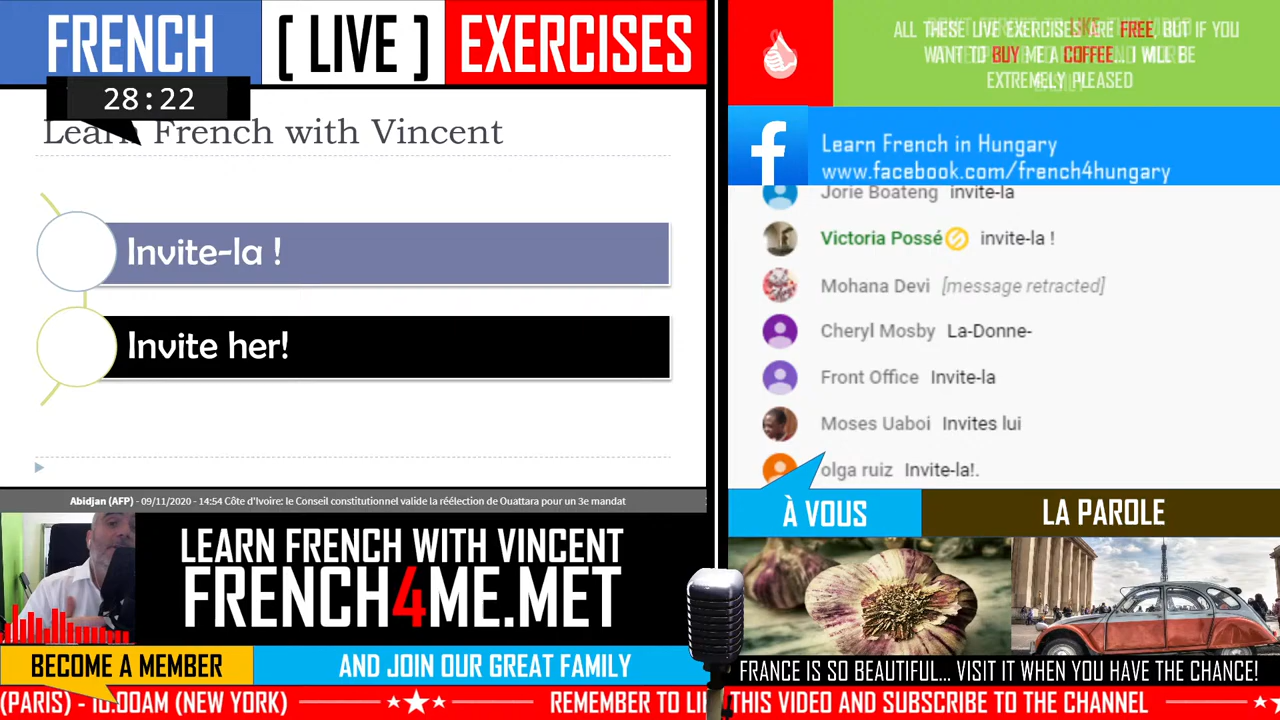 FRENCH [ LIVE ] EXERCISES
28:22
Learn French with Vincent
Invite-la !
Invite her!
Abidjan (AFP) - 09/11/2020 - 14:54 Côte d'Ivoire: le Conseil constitutionnel valide la réélection de Ouattara pour un 3e mandat
LEARN FRENCH WITH VINCENT
FRENCH4ME.MET
BECOME A MEMBER
AND JOIN OUR GREAT FAMILY
ALL THESE LIVE EXERCISES ARE FREE, BUT IF YOU
WANT TO BUY ME A COFFEE... I WILL BE
EXTREMELY PLEASED
Learn French in Hungary
www.facebook.com/french4hungary
Jorie Boateng invite-la
Victoria Possé invite-la !
Mohana Devi [message retracted]
Cheryl Mosby La-Donne-
Front Office Invite-la
Moses Uaboi Invites lui
olga ruiz Invite-la!.
À VOUS
LA PAROLE
FRANCE IS SO BEAUTIFUL... VISIT IT WHEN YOU HAVE THE CHANCE!
(PARIS) - 10:00AM (NEW YORK) REMEMBER TO THIS VIDEO AND SUBSCRIBE TO THE CHANNEL